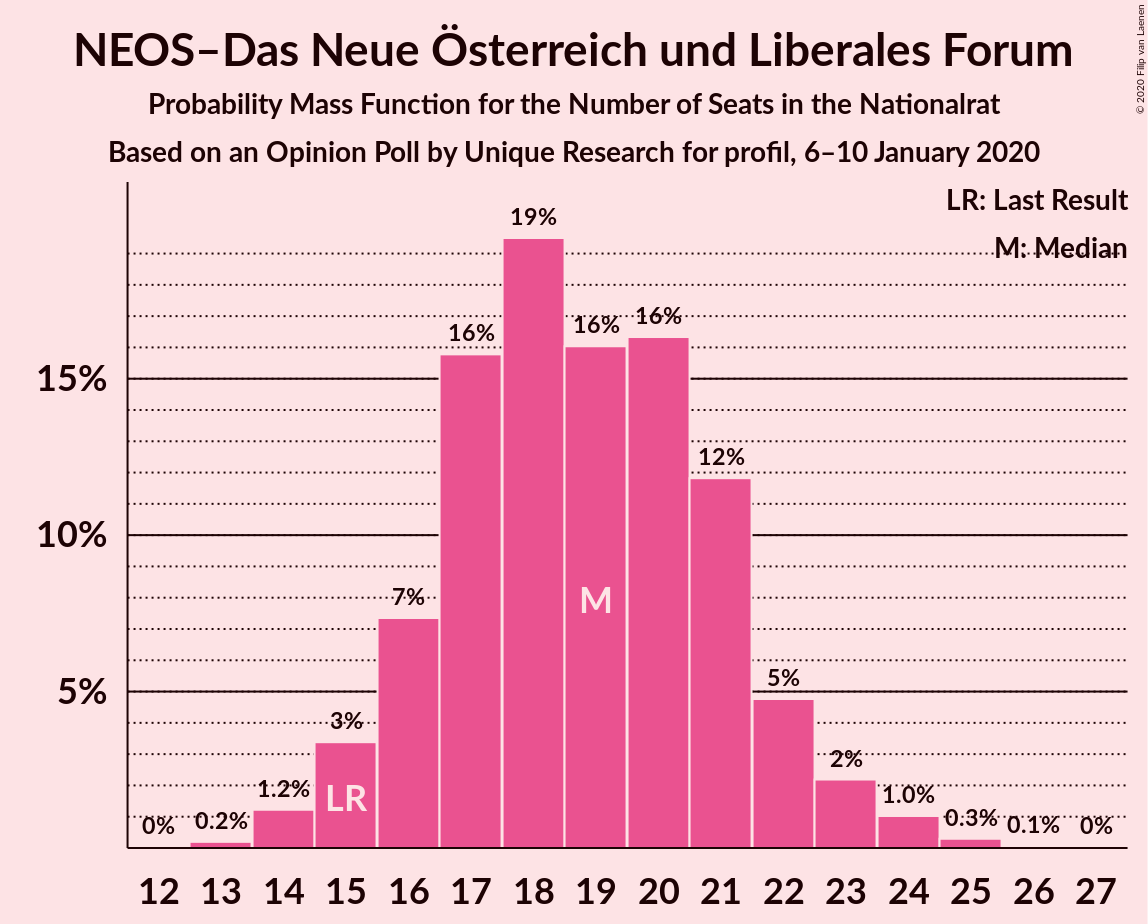 NEOS–Das Neue Österreich und Liberales Forum
Probability Mass Function for the Number of Seats in the Nationalrat
Based on an Opinion Poll by Unique Research for profil, 6–10 January 2020
© 2020 Filip van Laenen
LR: Last Result
M: Median
15%
10%
5%
0%
0.2%
1.2%
3%
7%
16%
19%
16%
16%
12%
5%
2%
1.0%
0.3%
0.1%
0%
LR
M
12 13 14 15 16 17 18 19 20 21 22 23 24 25 26 27